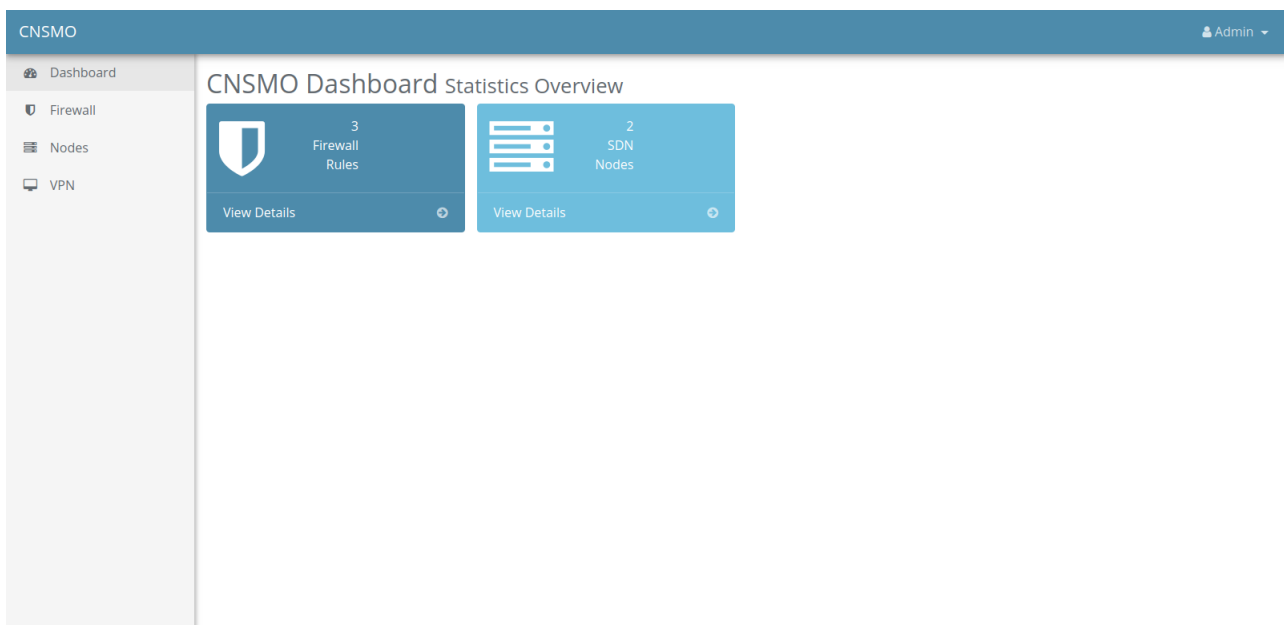 CNSMO
Admin
Dashboard
Firewall
Nodes
VPN
CNSMO Dashboard Statistics Overview
3
Firewall
Rules
View Details
2
SDN
Nodes
View Details